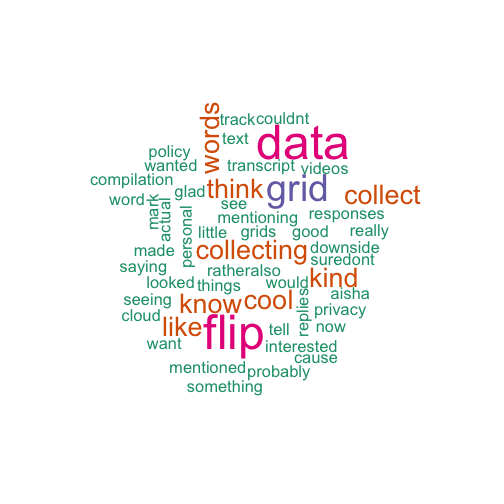 track
couldnt
words
text
data
policy
wanted
transcript
videos
compilation
glad
think
grid
collect
word
mark
actual
see
personal
mentioning
responses
little
grids
good
really
made
collecting
downside
saying
suredont
ratheralso
looked
things
would
kind
seeing
know
cool
replies
aisha
cloud
privacy
like
flip
tell
now
want
interested
cause
mentioned
probably
something